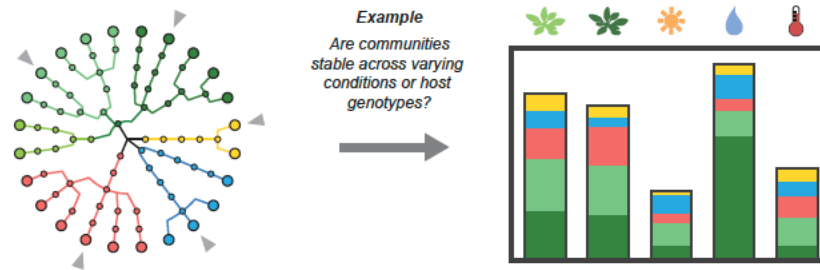 Example
Are communities
stable across varying
conditions or host
genotypes?